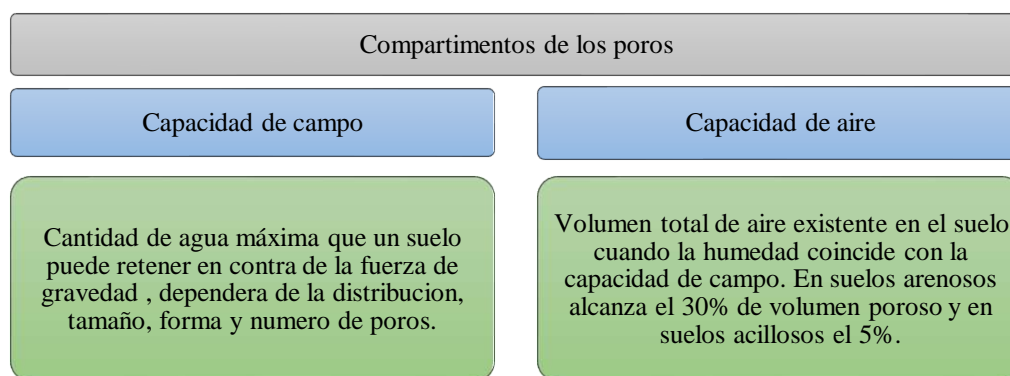 Compartimentos de los poros
Capacidad de campo
Cantidad de agua máxima que un suelo
puede retener en contra de la fuerza de
gravedad , dependera de la distribucion,
tamaño, forma y numero de poros.
Capacidad de aire
Volumen total de aire existente en el suelo
cuando la humedad coincide con la
capacidad de campo. En suelos arenosos
alcanza el 30% de volumen poroso y en
suelos acillosos el 5%.